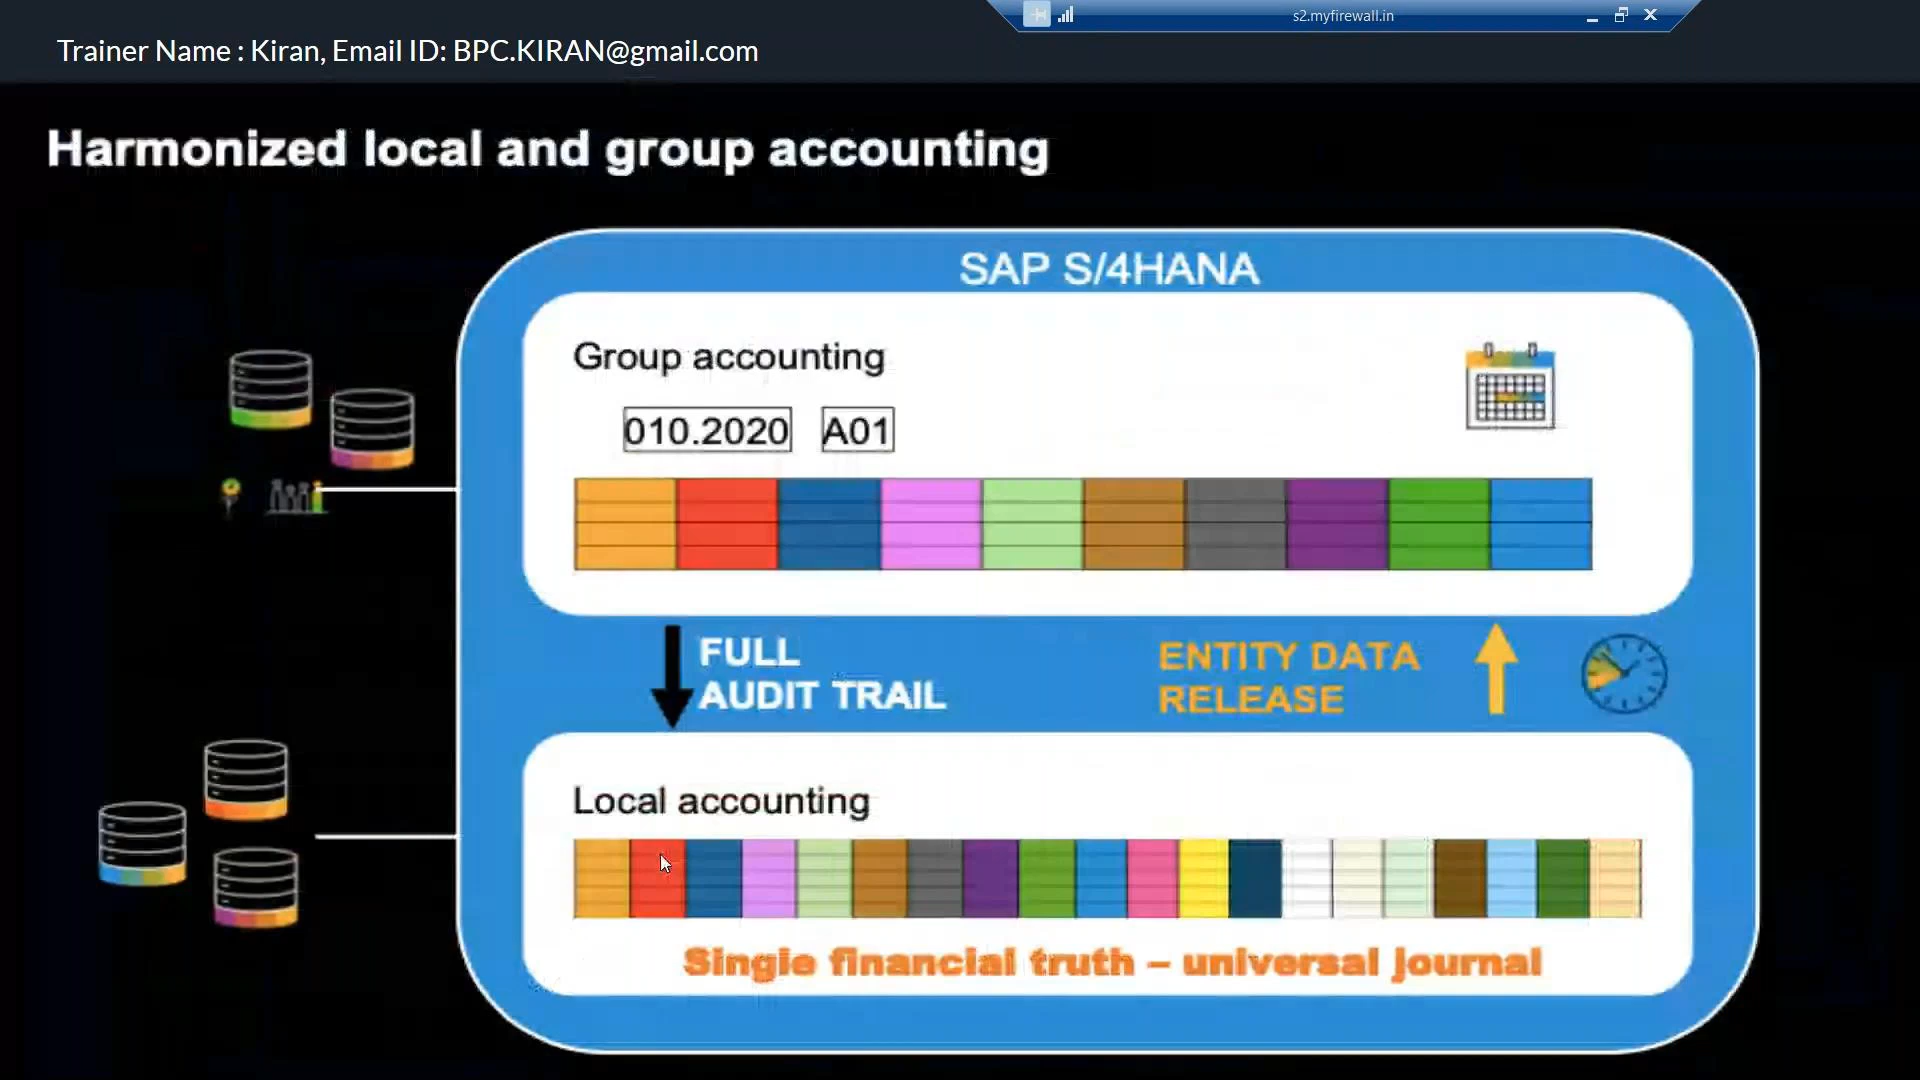 s2.myfirewall.in
Trainer Name : Kiran, Email ID: BPC.KIRAN@gmail.com
Harmonized local and group accounting
SAP S/4HANA
Group accounting
010.2020 A01
FULL
AUDIT TRAIL
ENTITY DATA
RELEASE
Local accounting
Single financial truth – universal journal